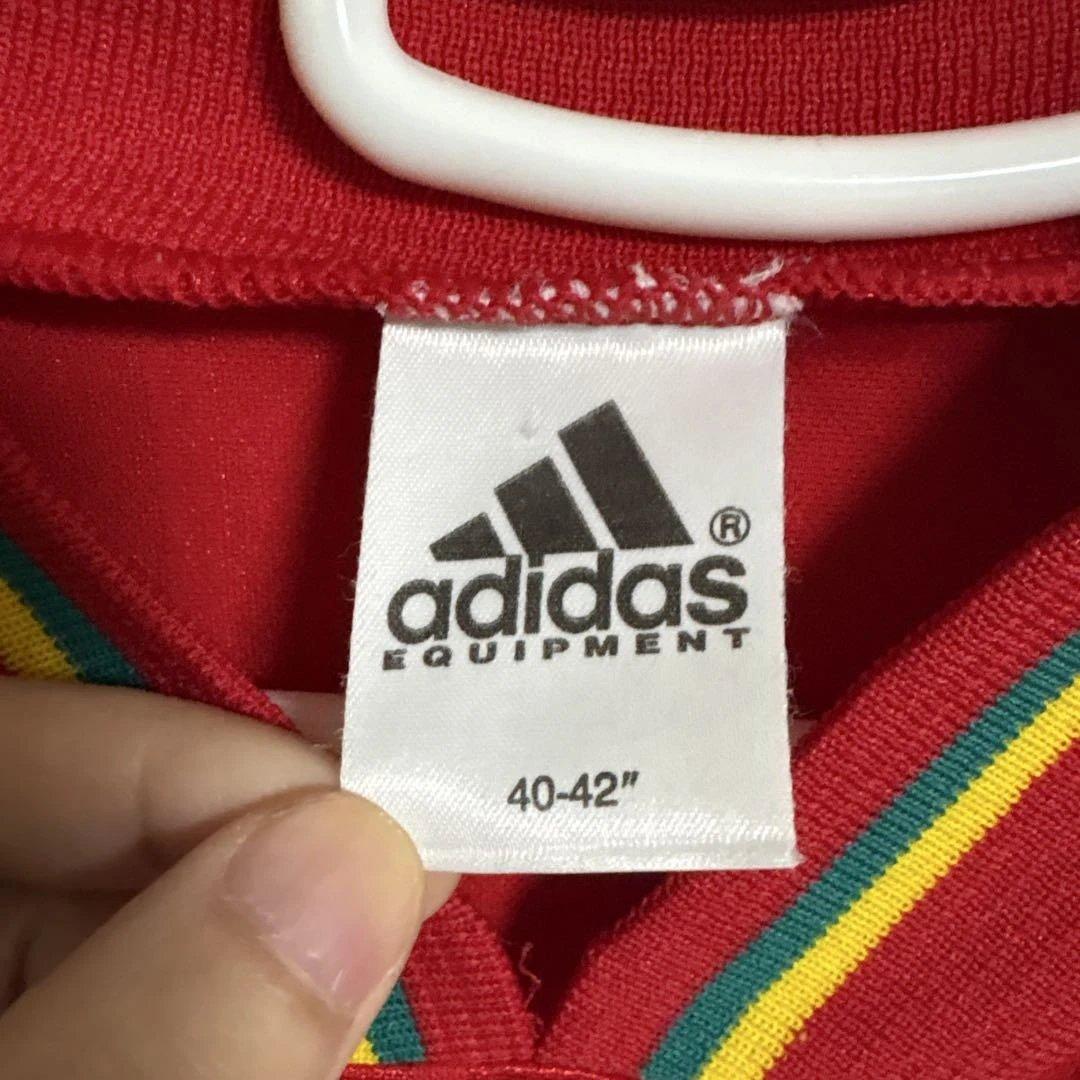 ®
adidas
EQUIPMENT
40-42"